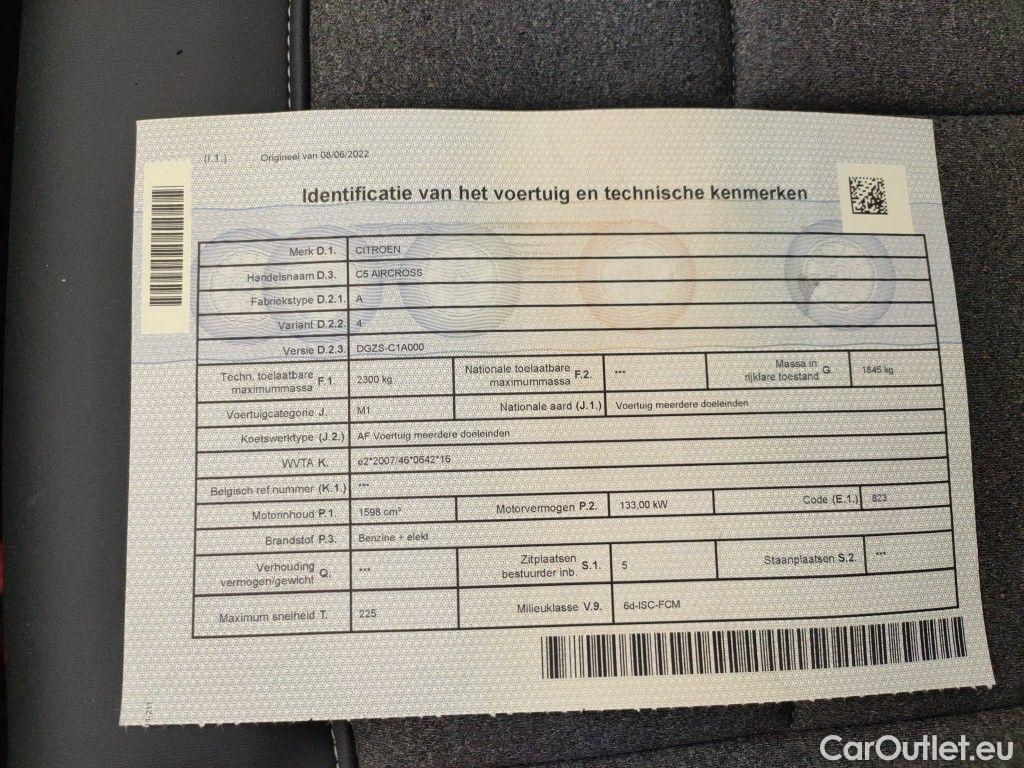 (I.1.) Origineel van 08/06/2022
Identificatie van het voertuig en technische kenmerken
Merk D.1. CITROEN
Handelsnaam D.3. C5 AIRCROSS
Fabriekstype D.2.1. A
Variant D.2.2. 4
Versie D.2.3. DGZS-C1A000
Techn. toelaatbare maximummassa F.1. 2300 kg Nationale toelaatbare maximummassa F.2. *** Massa in rijklare toestand G. 1845 kg
Voertuigcategorie J. M1 Nationale aard (J.1.) Voertuig meerdere doeleinden
Koetswerktype (J.2.) AF Voertuig meerdere doeleinden
WVTA K. e2*2007/46*0642*16
Belgisch ref nummer (K.1.) ***
Motorinhoud P.1. 1598 cm³ Motorvermogen P.2. 133,00 kW Code (E.1.) 823
Brandstof P.3. Benzine + elekt
Verhouding vermogen/gewicht Q. *** Zitplaatsen bestuurder inb. S.1. 5 Staanplaatsen S.2. ***
Maximum snelheid T. 225 Milieuklasse V.9. 6d-ISC-FCM
CarOutlet.eu